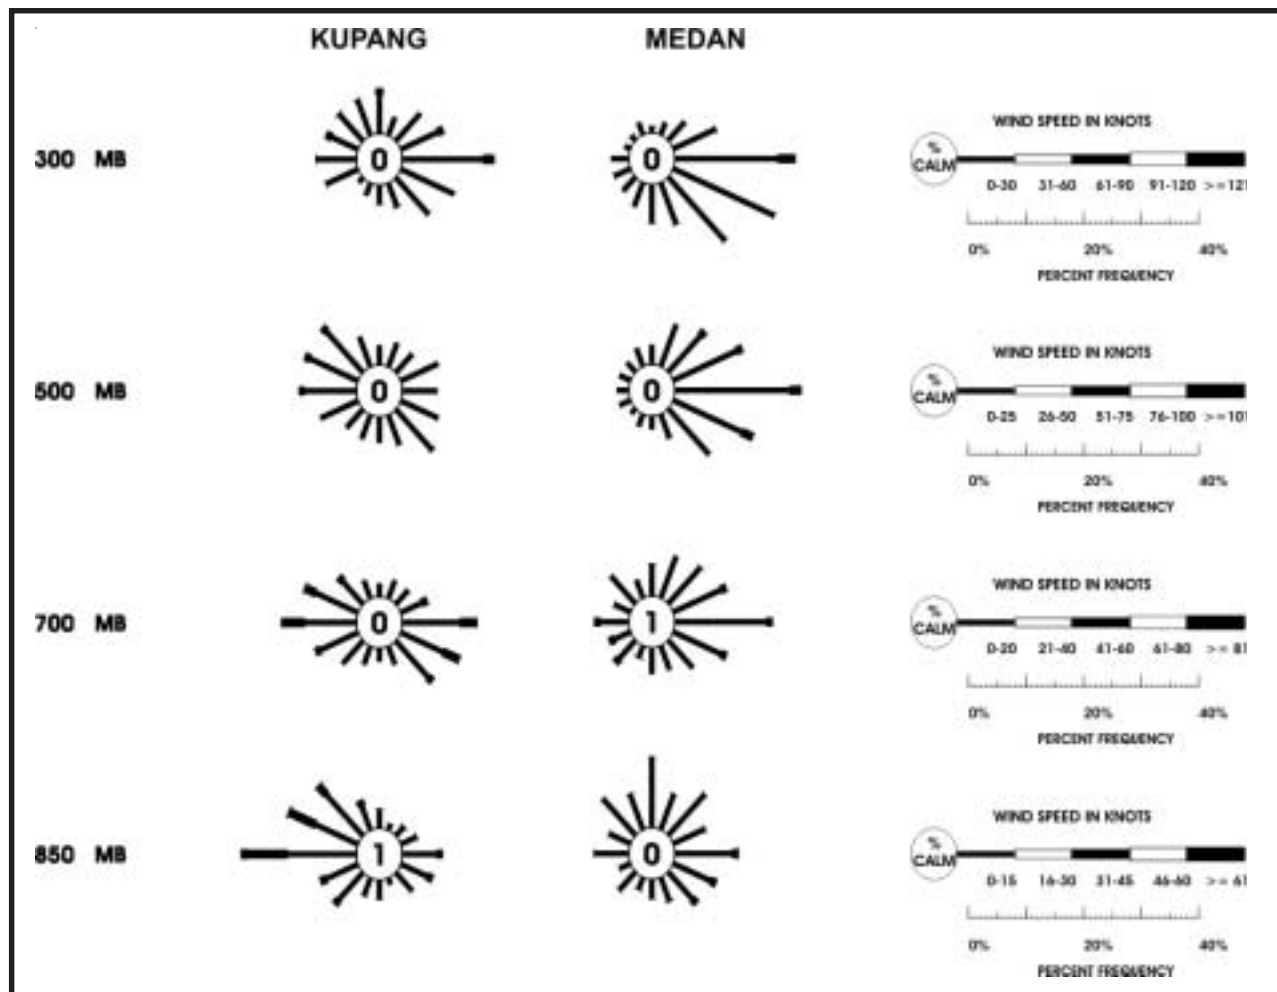 KUPANG MEDAN
300 MB 0 0
WIND SPEED IN KNOTS
% CALM
0-30 31-60 61-90 91-120 >=121
0% 20% 40%
PERCENT FREQUENCY
500 MB 0 0
WIND SPEED IN KNOTS
% CALM
0-25 26-50 51-75 76-100 >=101
0% 20% 40%
PERCENT FREQUENCY
700 MB 0 1
WIND SPEED IN KNOTS
% CALM
0-20 21-40 41-60 61-80 >= 81
0% 20% 40%
PERCENT FREQUENCY
850 MB 1 0
WIND SPEED IN KNOTS
% CALM
0-15 16-30 31-45 46-60 >= 61
0% 20% 40%
PERCENT FREQUENCY